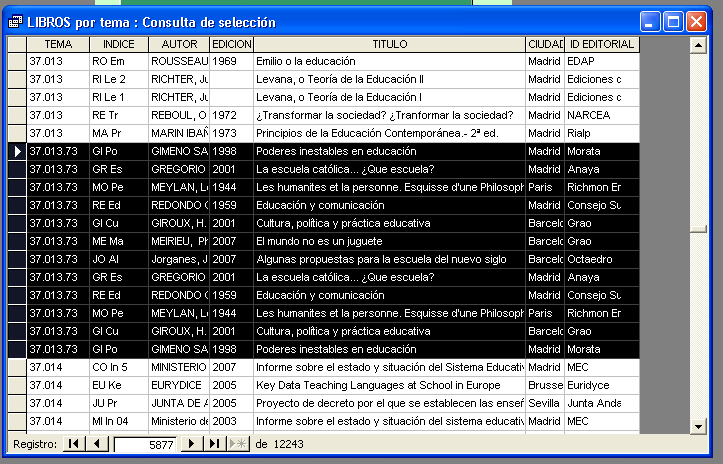 LIBROS por tema : Consulta de selección
TEMA INDICE AUTOR EDICION TITULO CIUDAD ID EDITORIAL
37.013 RO Em ROUSSEAU 1969 Emilio o la educación Madrid EDAP
37.013 RI Le 2 RICHTER, Ju Levana, o Teoría de la Educación II Madrid Ediciones c
37.013 RI Le 1 RICHTER, Ju Levana, o Teoría de la Educación I Madrid Ediciones c
37.013 RE Tr REBOUL, O 1972 ¿Transformar la sociedad? ¿Tranformar la sociedad? Madrid NARCEA
37.013 MA Pr MARIN IBAÑ 1973 Principios de la Educación Contemporánea.- 2ª ed. Madrid Rialp
37.013.73 GI Po GIMENO SA 1998 Poderes inestables en educación Madrid Morata
37.013.73 GR Es GREGORIO 2001 La escuela católica... ¿Que escuela? Madrid Anaya
37.013.73 MO Pe MEYLAN, Lo 1944 Les humanites et la personne. Esquisse d'une Philosoph Paris Richmon Er
37.013.73 RE Ed REDONDO G 1959 Educación y comunicación Madrid Consejo Su
37.013.73 GI Cu GIROUX, H. 2001 Cultura, política y práctica educativa Barcelo Grao
37.013.73 ME Ma MEIRIEU, Ph 2007 El mundo no es un juguete Barcelo Grao
37.013.73 JO Al Jorganes, J 2007 Algunas propuestas para la escuela del nuevo siglo Barcelo Octaedro
37.013.73 GR Es GREGORIO 2001 La escuela católica... ¿Que escuela? Madrid Anaya
37.013.73 RE Ed REDONDO G 1959 Educación y comunicación Madrid Consejo Su
37.013.73 MO Pe MEYLAN, Lo 1944 Les humanites et la personne. Esquisse d'une Philosoph Paris Richmon Er
37.013.73 GI Cu GIROUX, H. 2001 Cultura, política y práctica educativa Barcelo Grao
37.013.73 GI Po GIMENO SA 1998 Poderes inestables en educación Madrid Morata
37.014 CO In 5 MINISTERIO 2007 Informe sobre el estado y situación del Sistema Educativ Madrid MEC
37.014 EU Ke EURYDICE 2005 Key Data Teaching Languages at School in Europe Brusse Euridyce
37.014 JU Pr JUNTA DE A 2005 Proyecto de decreto por el que se establecen las enseñ Sevilla Junta Anda
37.014 MI In 04 Ministerio de 2003 Informe sobre el estado y situación del sistema educativ Madrid MEC
Registro: 5877 de 12243